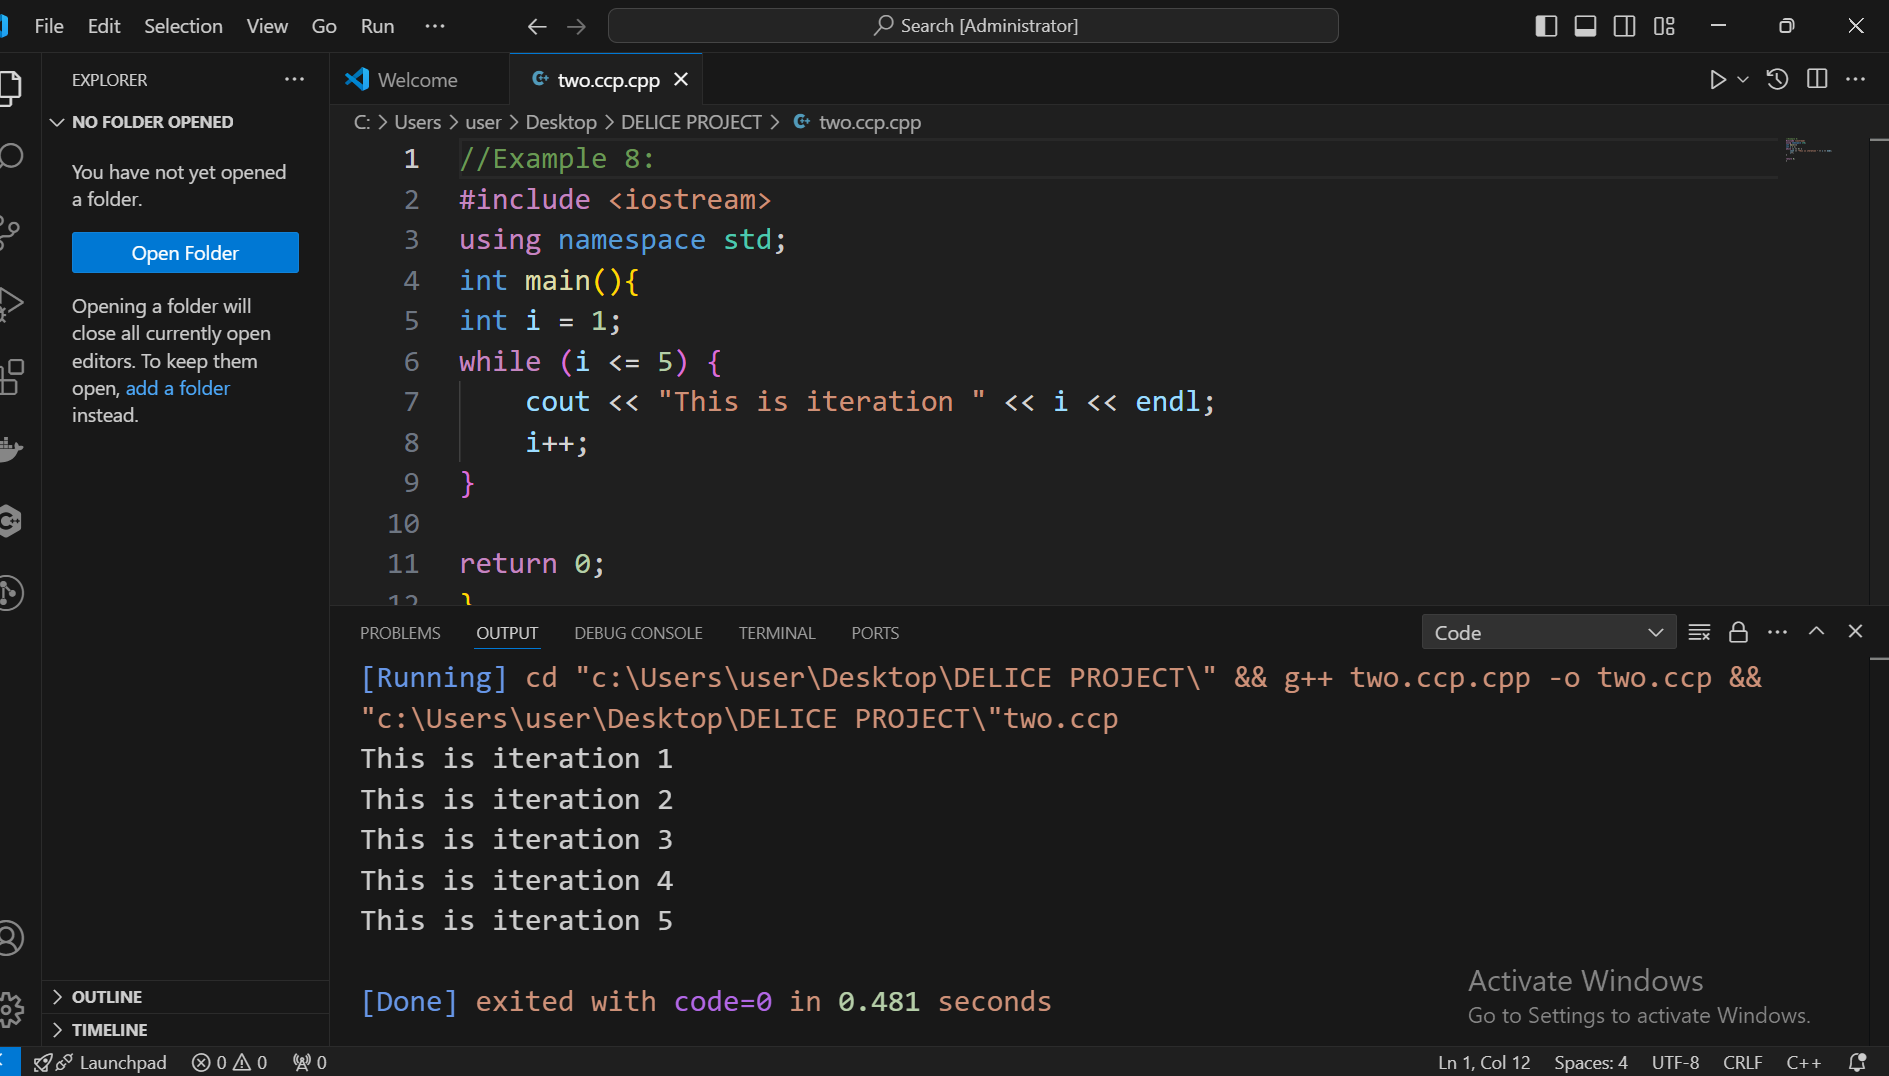 File Edit Selection View Go Run ···
Search [Administrator]
EXPLORER ···
NO FOLDER OPENED
You have not yet opened
a folder.
Open Folder
Opening a folder will
close all currently open
editors. To keep them
open, add a folder
instead.
OUTLINE
TIMELINE
Welcome
two.ccp.cpp
C: > Users > user > Desktop > DELICE PROJECT > two.ccp.cpp
1 //Example 8:
2 #include <iostream>
3 using namespace std;
4 int main(){
5 int i = 1;
6 while (i <= 5) {
7 cout << "This is iteration " << i << endl;
8 i++;
9 }
10
11 return 0;
12 }
PROBLEMS OUTPUT DEBUG CONSOLE TERMINAL PORTS
Code
[Running] cd "c:\Users\user\Desktop\DELICE PROJECT\" && g++ two.ccp.cpp -o two.ccp &&
"c:\Users\user\Desktop\DELICE PROJECT\"two.ccp
This is iteration 1
This is iteration 2
This is iteration 3
This is iteration 4
This is iteration 5
[Done] exited with code=0 in 0.481 seconds
Activate Windows
Go to Settings to activate Windows.
Launchpad 0 0 0
Ln 1, Col 12 Spaces: 4 UTF-8 CRLF C++